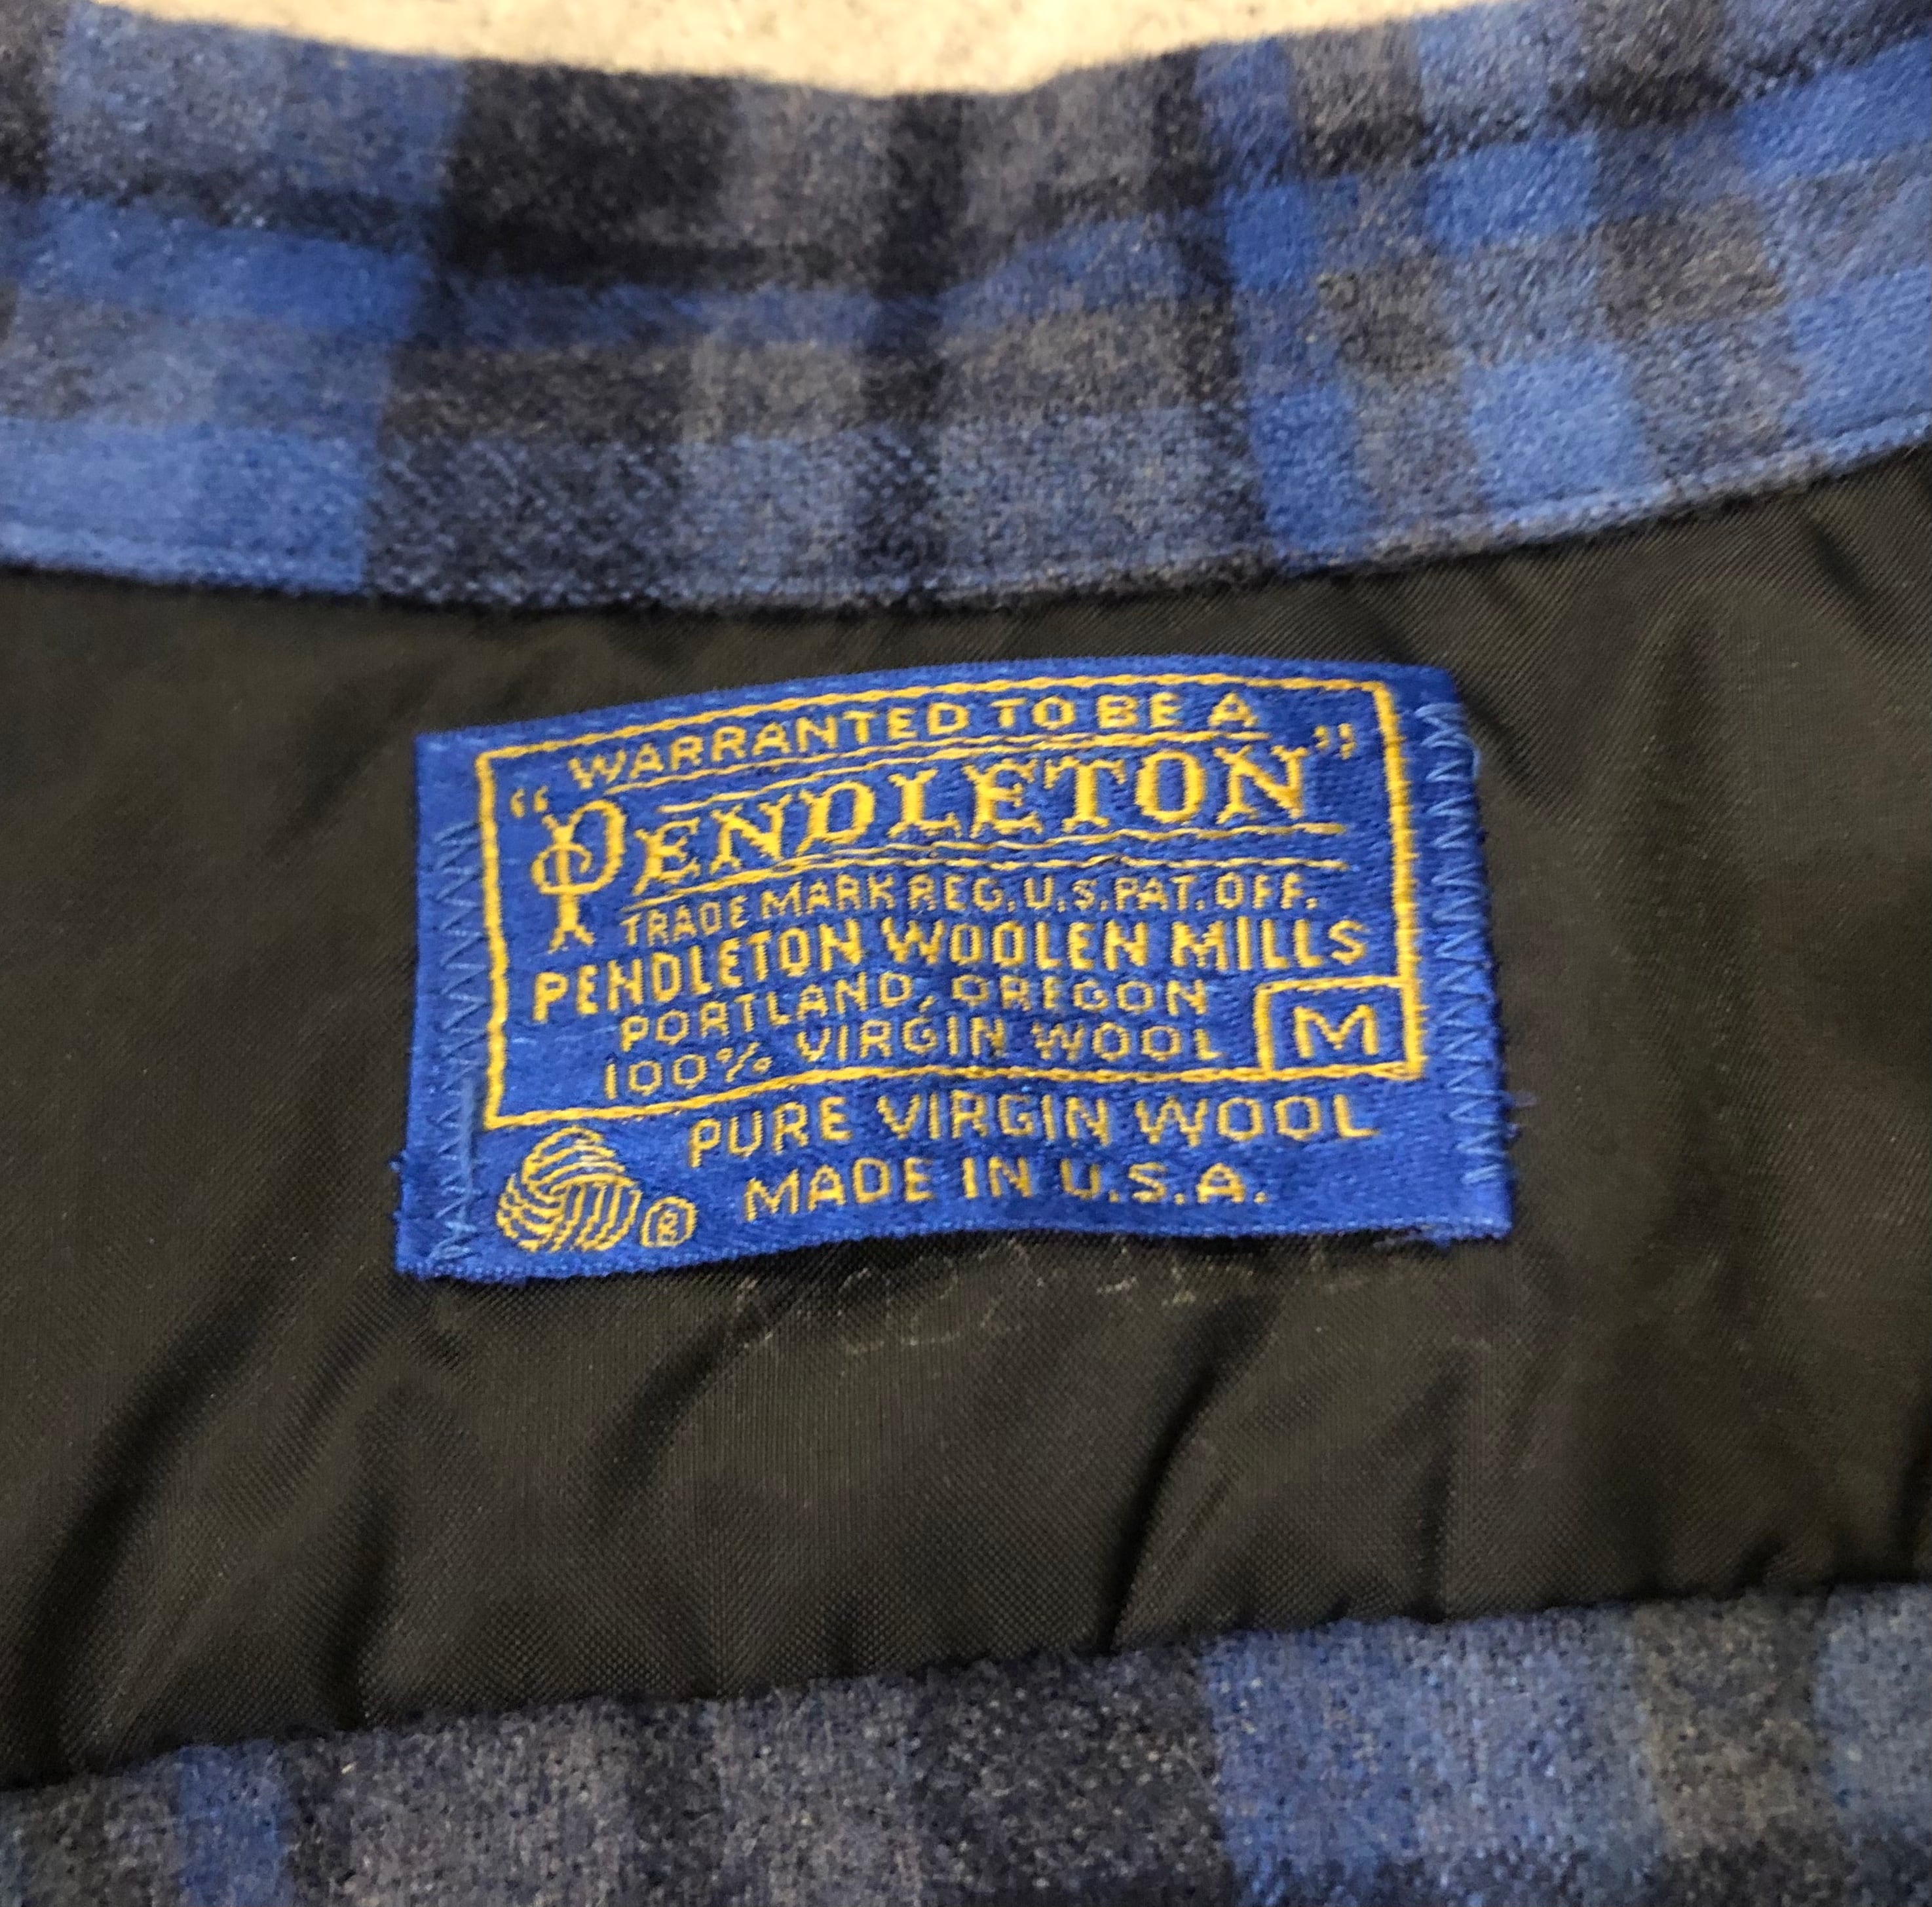 WARRANTED TO BE A
"PENDLETON"
TRADE MARK REG. U.S. PAT. OFF.
PENDLETON WOOLEN MILLS
PORTLAND, OREGON
100% VIRGIN WOOL M
PURE VIRGIN WOOL
® MADE IN U.S.A.